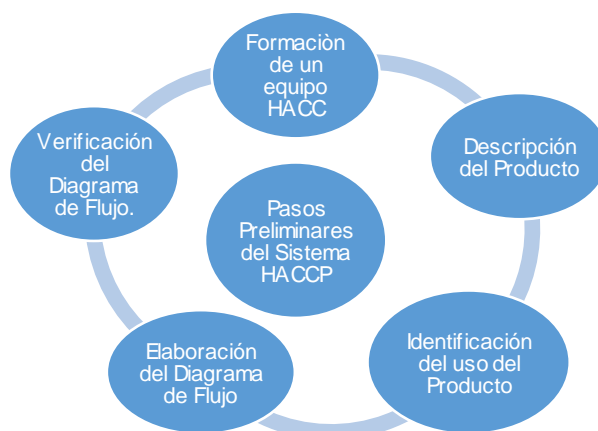 Formaciòn
de un
equipo
HACC
Descripción
del Producto
Identificación
del uso del
Producto
Elaboración
del Diagrama
de Flujo
Verificación
del
Diagrama
de Flujo.
Pasos
Preliminares
del Sistema
HACCP